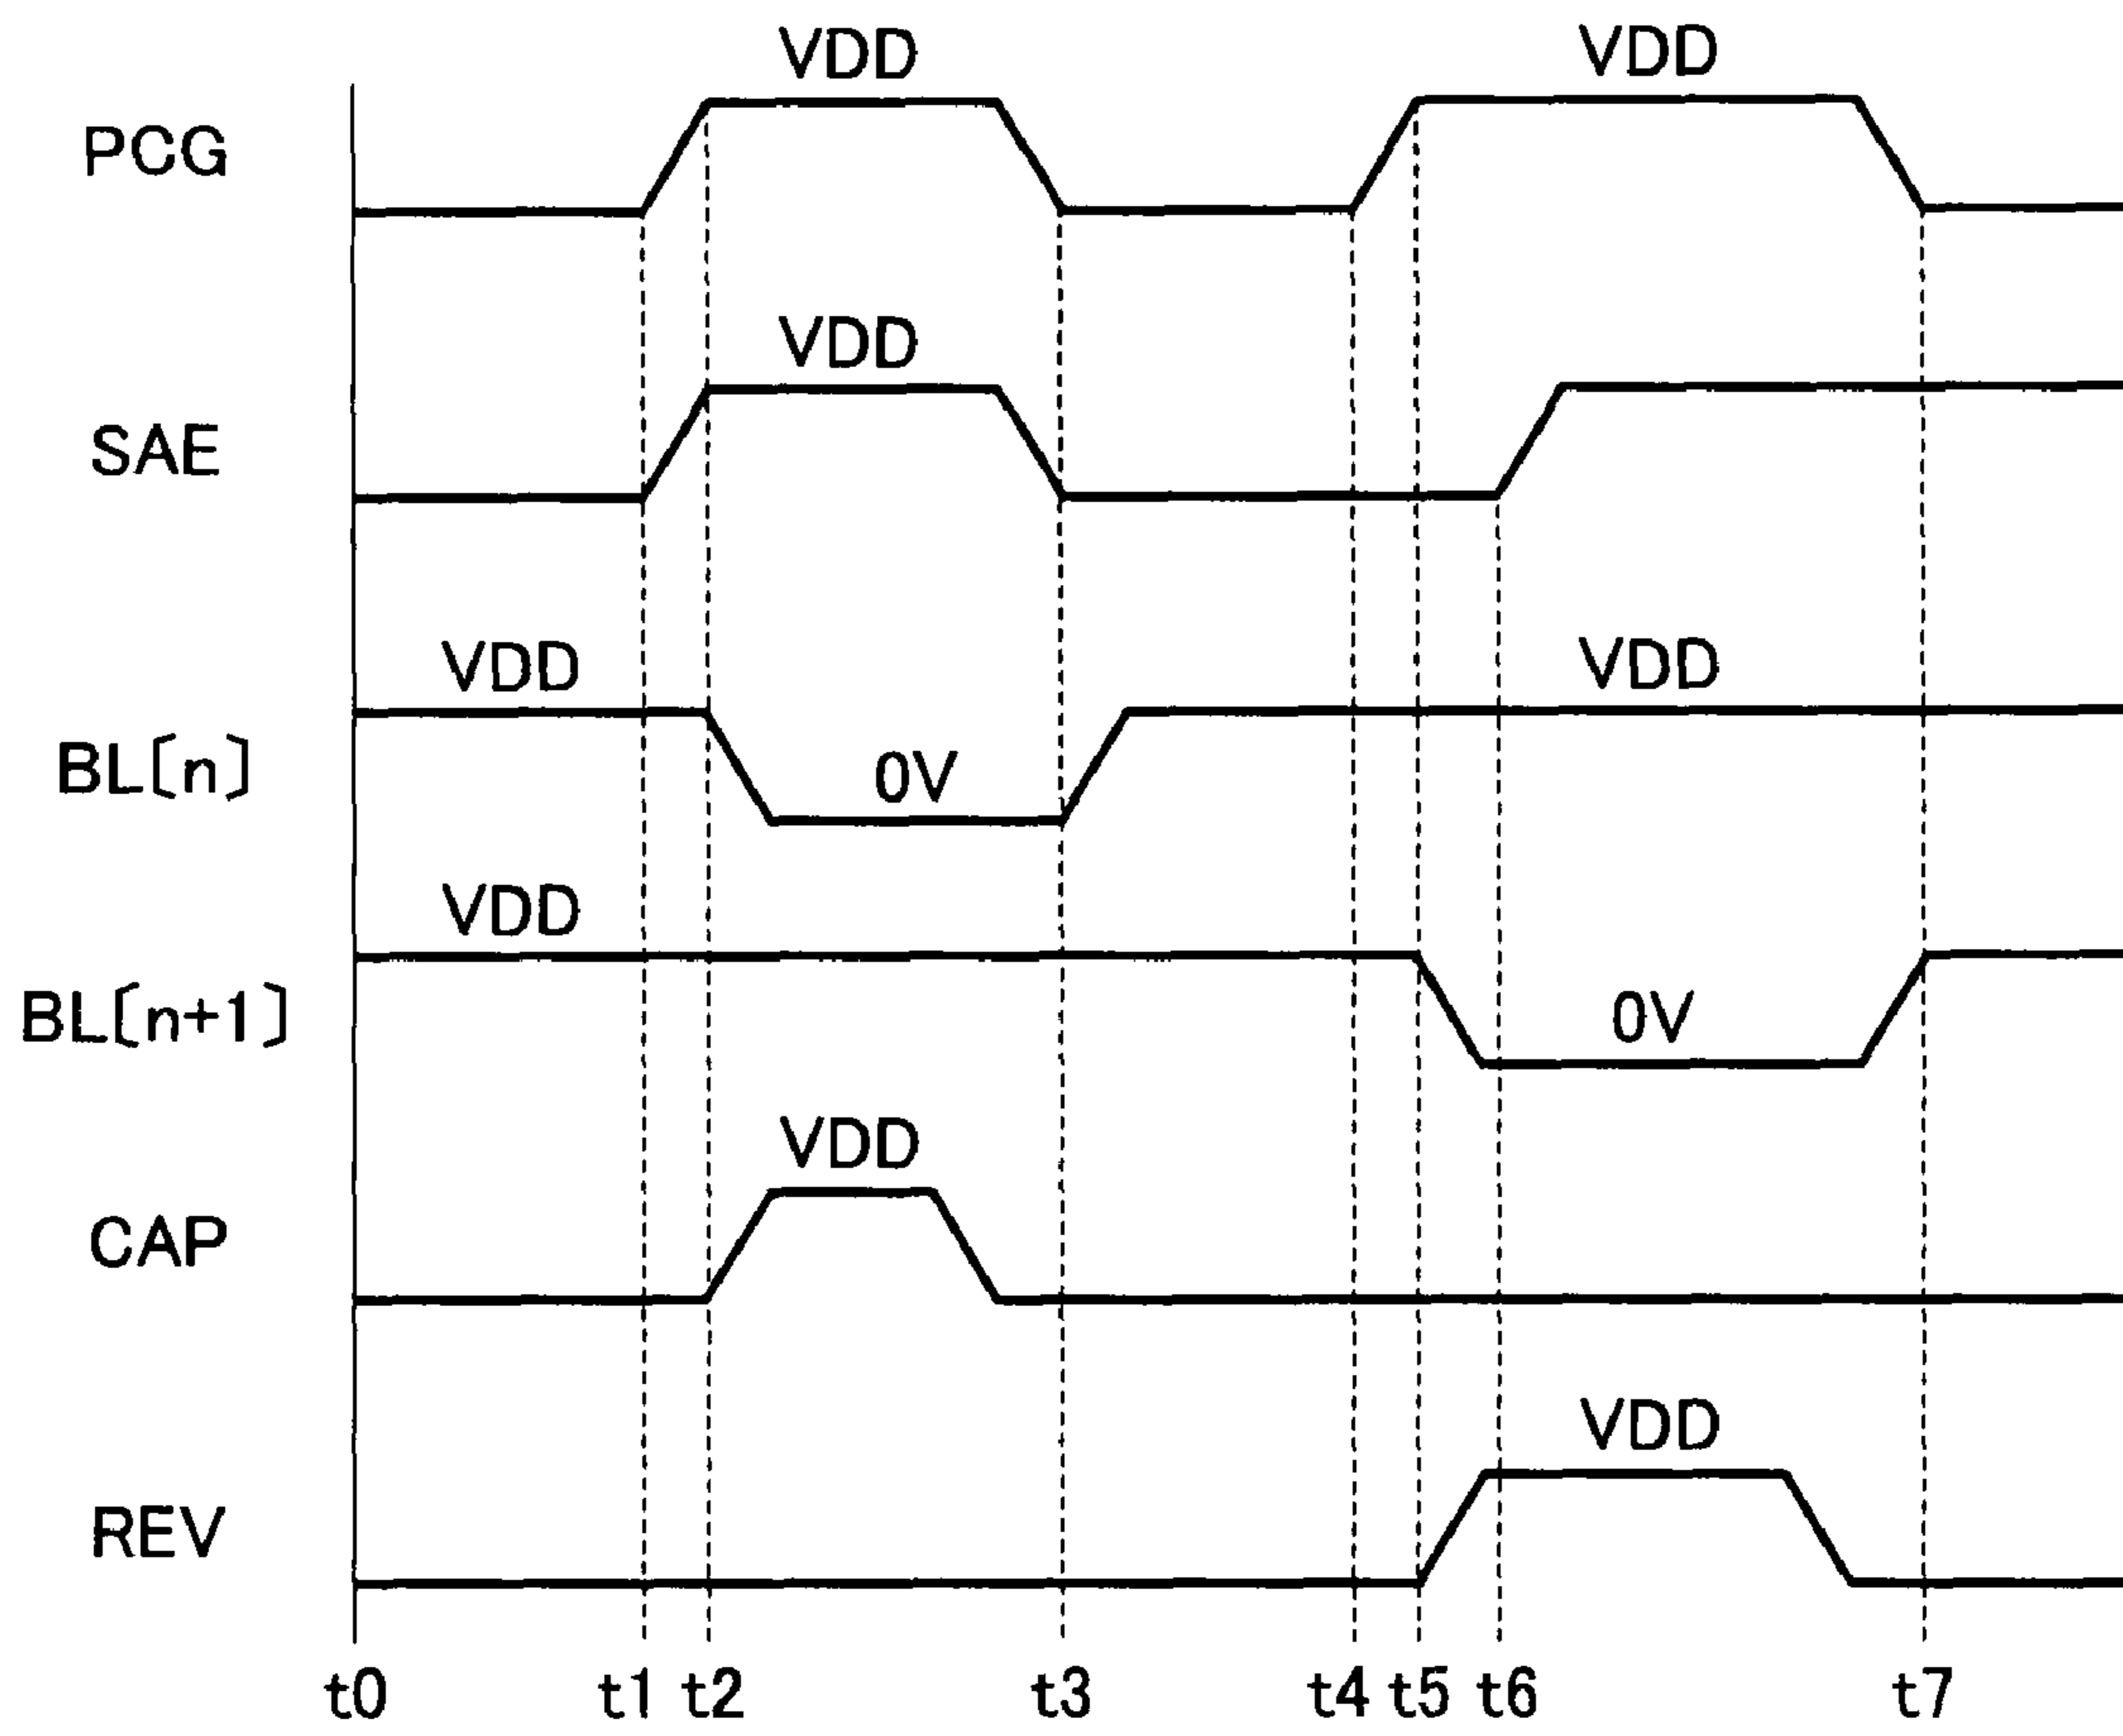 VDD VDD
PCG
VDD
SAE
VDD VDD
BL[n] 0V
VDD
BL[n+1] 0V
VDD
CAP
VDD
REV
t0 t1 t2 t3 t4 t5 t6 t7